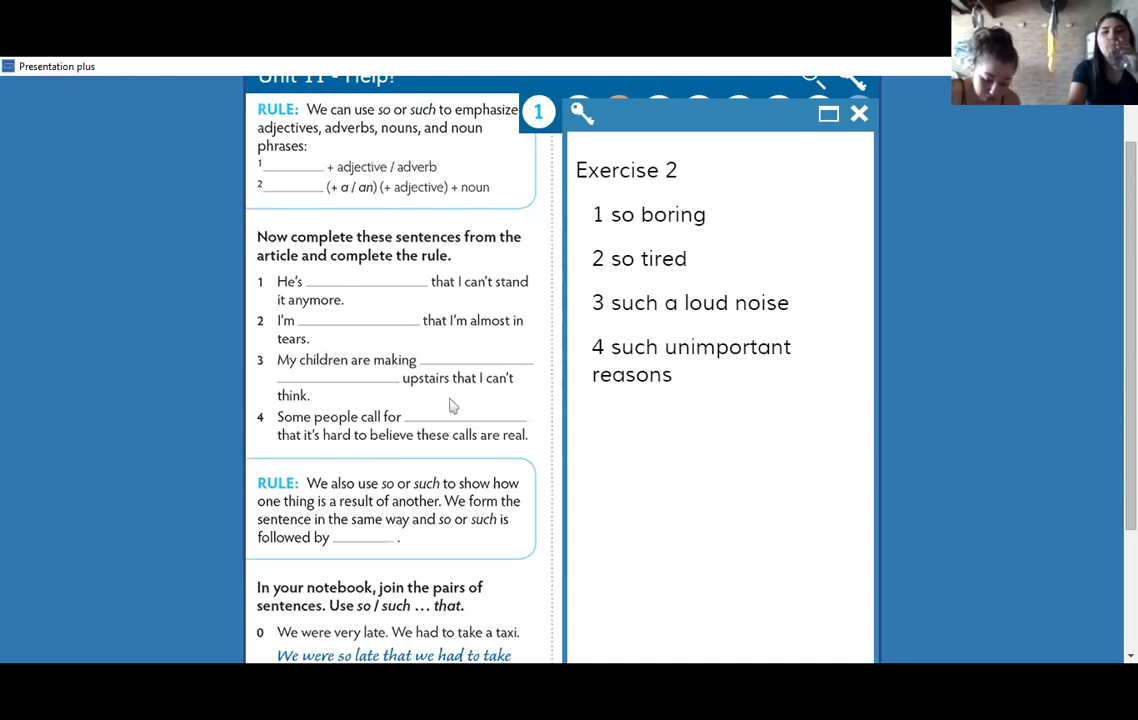 Presentation plus
Unit 11 - Help!
RULE: We can use so or such to emphasize
adjectives, adverbs, nouns, and noun
phrases:
1 ________ + adjective / adverb
2 ________ (+ a / an) (+ adjective) + noun
1
Now complete these sentences from the
article and complete the rule.
1 He's ________ that I can't stand
it anymore.
2 I'm ________ that I'm almost in
tears.
3 My children are making ________
________ upstairs that I can't
think.
4 Some people call for ________
that it's hard to believe these calls are real.
RULE: We also use so or such to show how
one thing is a result of another. We form the
sentence in the same way and so or such is
followed by ________ .
In your notebook, join the pairs of
sentences. Use so / such … that.
0 We were very late. We had to take a taxi.
We were so late that we had to take
Exercise 2
1 so boring
2 so tired
3 such a loud noise
4 such unimportant
reasons